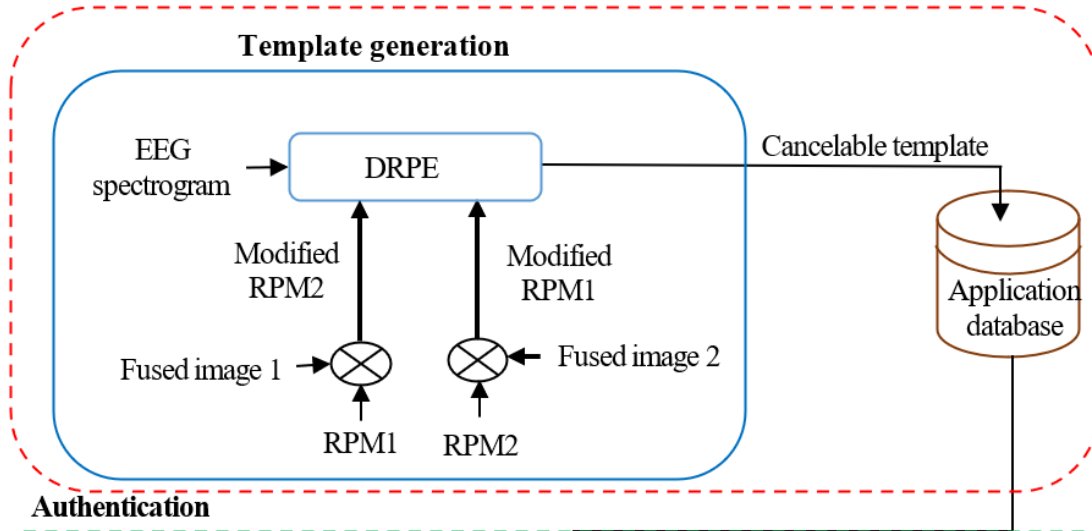 Template generation
EEG
spectrogram
DRPE
Cancelable template
Modified
RPM2
Modified
RPM1
Application
database
Fused image 1
Fused image 2
RPM1
RPM2
Authentication